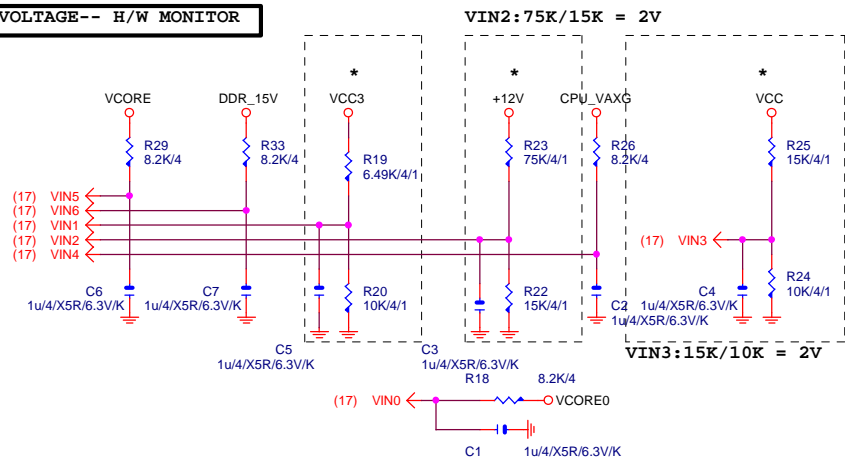 VOLTAGE-- H/W MONITOR
VIN2:75K/15K = 2V
* * *
VCORE DDR_15V VCC3 +12V CPU_VAXG VCC
R29
8.2K/4
R33
8.2K/4
R19
6.49K/4/1
R23
75K/4/1
R26
8.2K/4
R25
15K/4/1
(17) VIN5
(17) VIN6
(17) VIN1
(17) VIN2
(17) VIN4
(17) VIN3
C6
1u/4/X5R/6.3V/K
C7
1u/4/X5R/6.3V/K
R20
10K/4/1
R22
15K/4/1
C2
1u/4/X5R/6.3V/K
C4
1u/4/X5R/6.3V/K
R24
10K/4/1
C5
1u/4/X5R/6.3V/K
C3
1u/4/X5R/6.3V/K
VIN3:15K/10K = 2V
R18 8.2K/4
(17) VIN0 VCORE0
C1 1u/4/X5R/6.3V/K